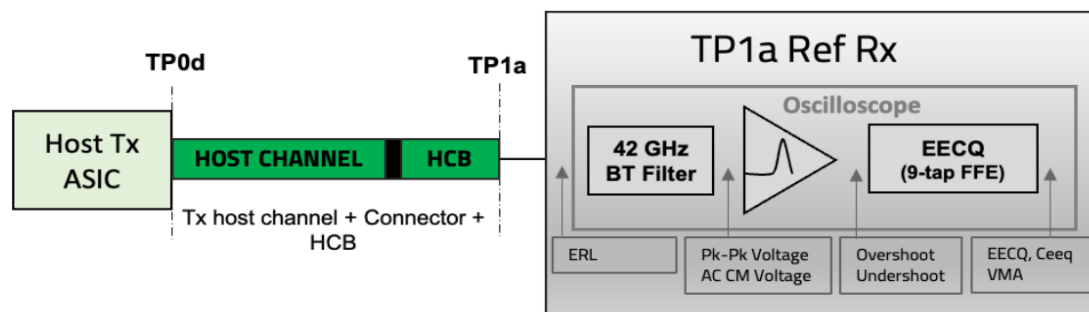 TP0d
TP1a
TP1a Ref Rx
Oscilloscope
Host Tx
ASIC
HOST CHANNEL
HCB
42 GHz
BT Filter
EECQ
(9-tap FFE)
Tx host channel + Connector +
HCB
ERL
Pk-Pk Voltage
AC CM Voltage
Overshoot
Undershoot
EECQ, Ceeq
VMA